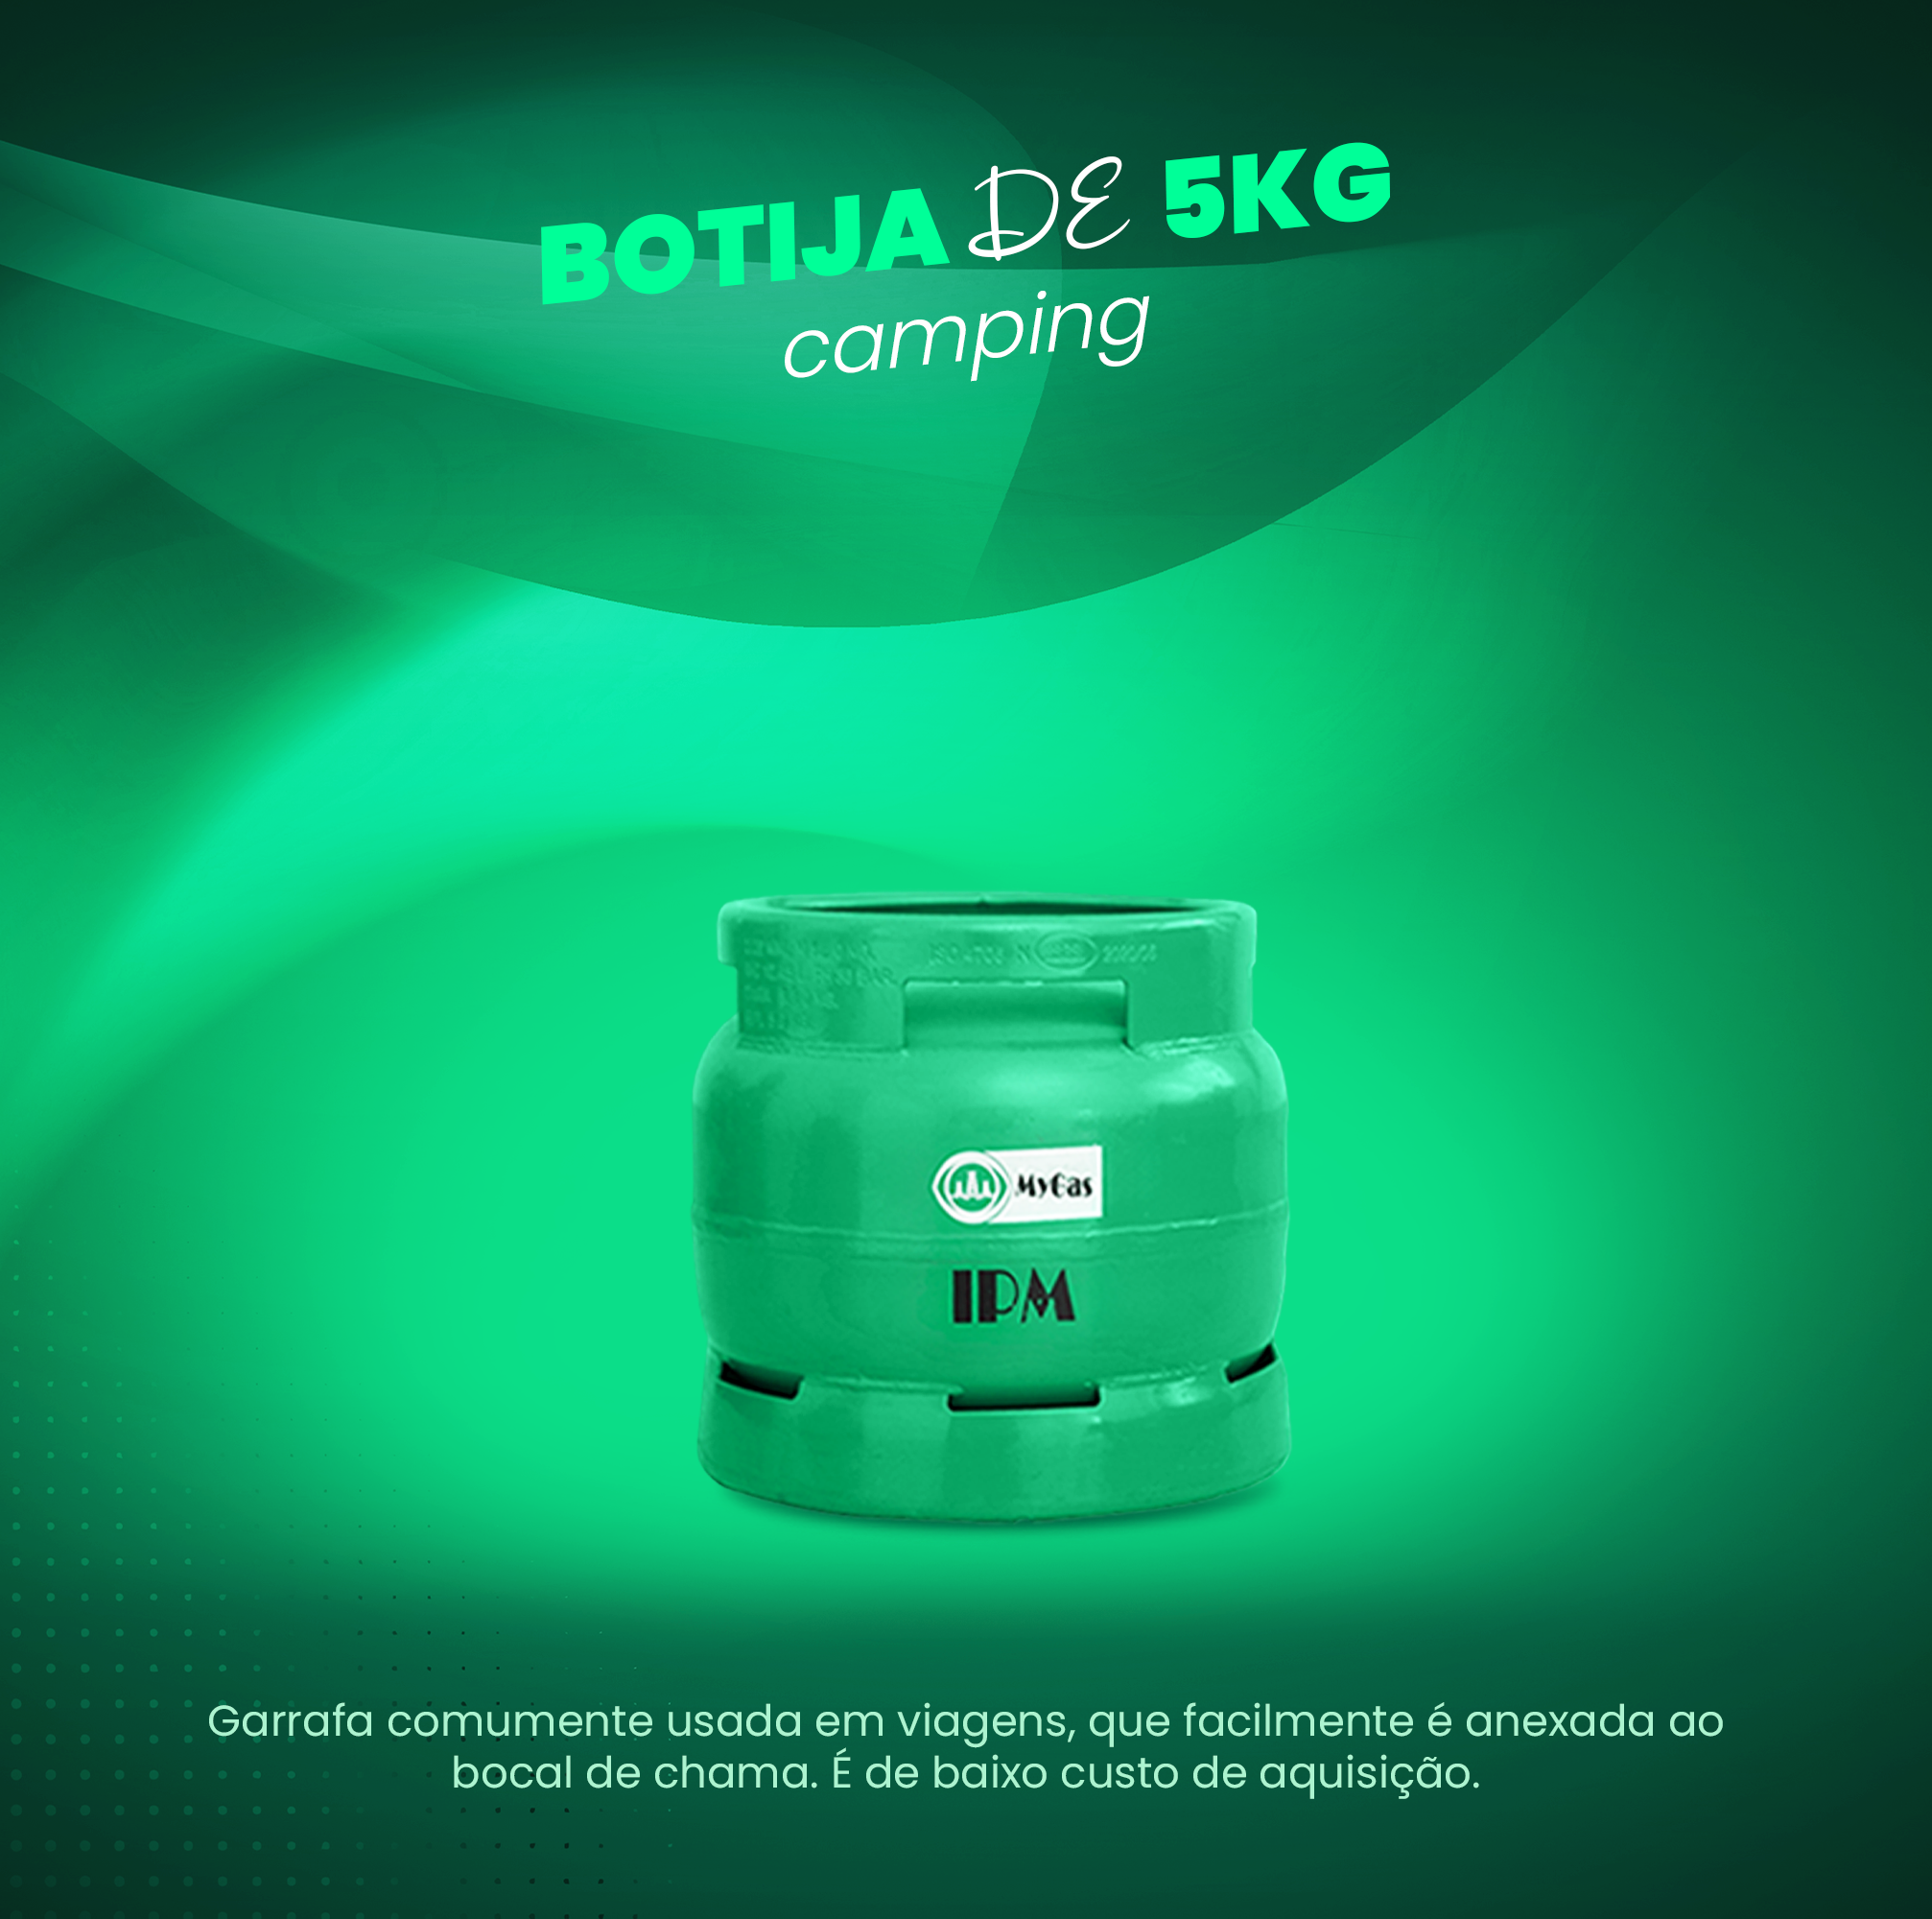 BOTIJA DE 5KG
camping
MyGas
IPM
Garrafa comumente usada em viagens, que facilmente é anexada ao
bocal de chama. É de baixo custo de aquisição.